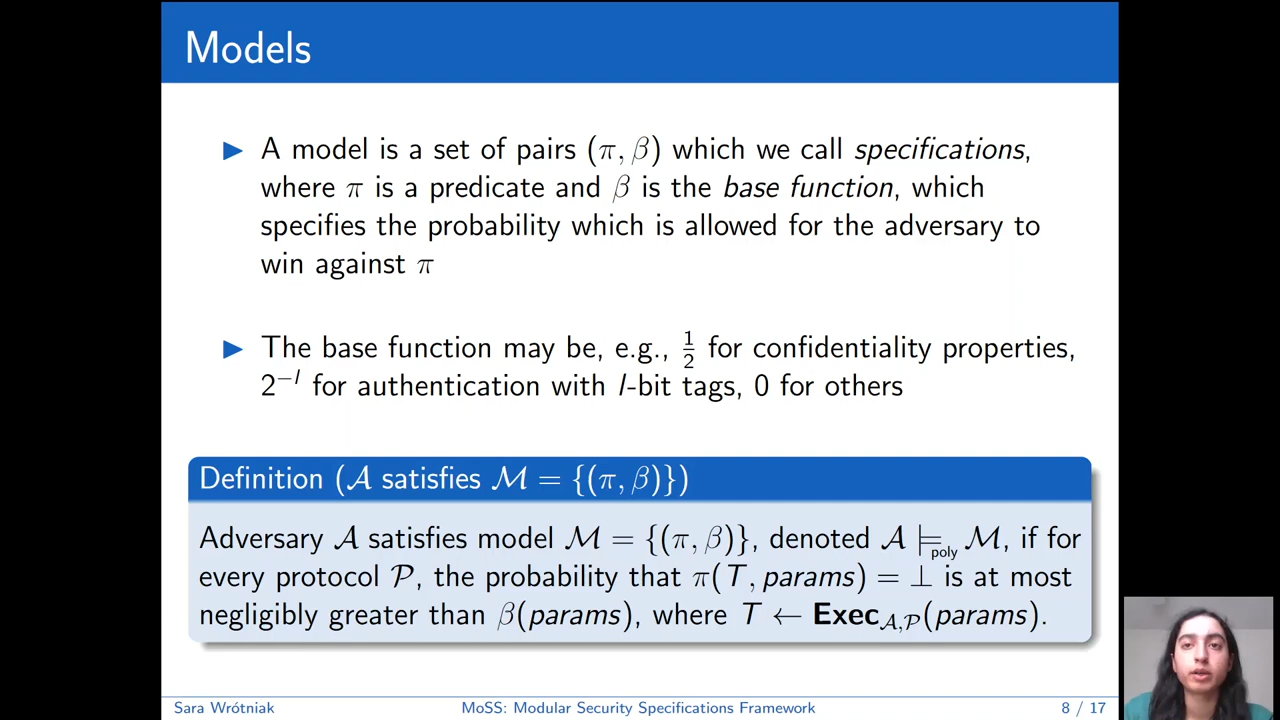 Models
▶ A model is a set of pairs (π, β) which we call specifications,
where π is a predicate and β is the base function, which
specifies the probability which is allowed for the adversary to
win against π
▶ The base function may be, e.g., 1/2 for confidentiality properties,
2^{−l} for authentication with l-bit tags, 0 for others
Definition (𝒜 satisfies ℳ = {(π, β)})
Adversary 𝒜 satisfies model ℳ = {(π, β)}, denoted 𝒜 ⊨_poly ℳ, if for
every protocol 𝒫, the probability that π(T, params) = ⊥ is at most
negligibly greater than β(params), where T ← Exec_{𝒜,𝒫}(params).
Sara Wrótniak MoSS: Modular Security Specifications Framework 8 / 17